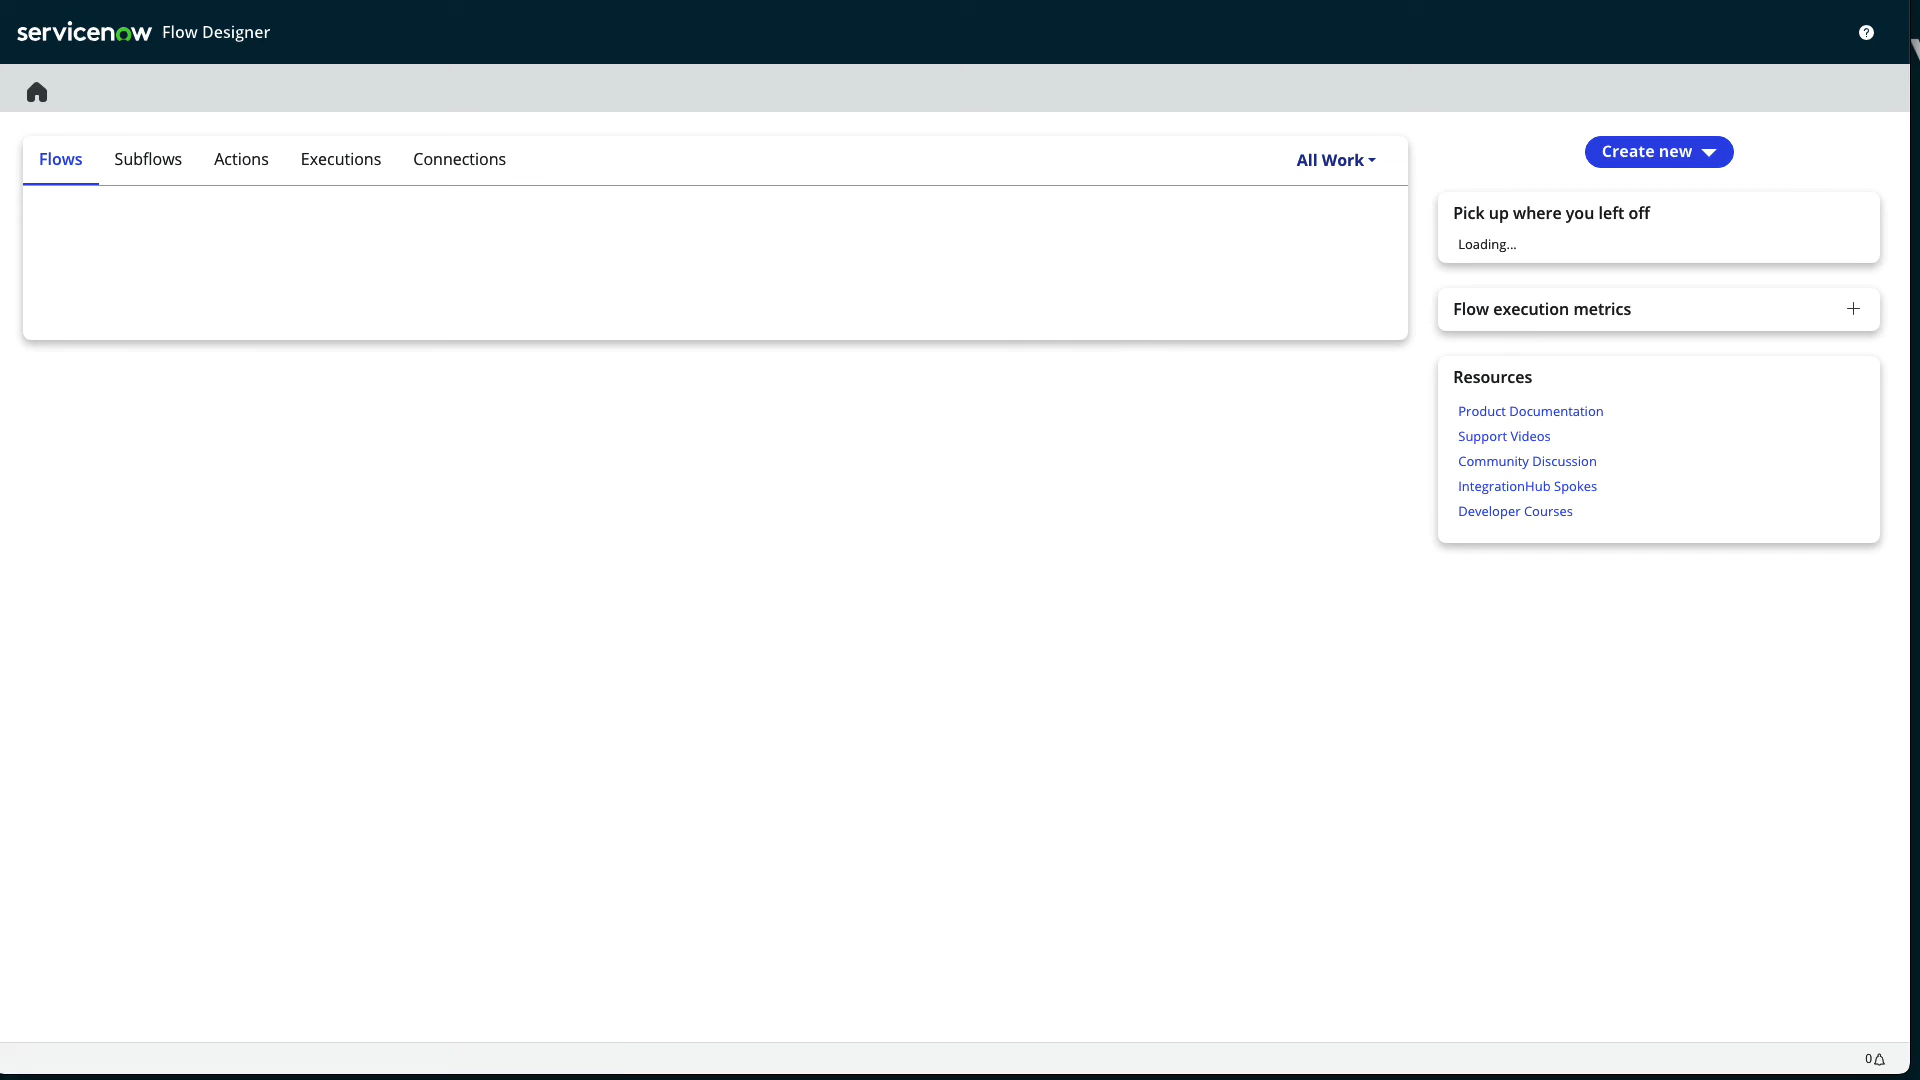 servicenow Flow Designer
Flows Subflows Actions Executions Connections All Work
Create new
Pick up where you left off
Loading...
Flow execution metrics
Resources
Product Documentation
Support Videos
Community Discussion
IntegrationHub Spokes
Developer Courses
0